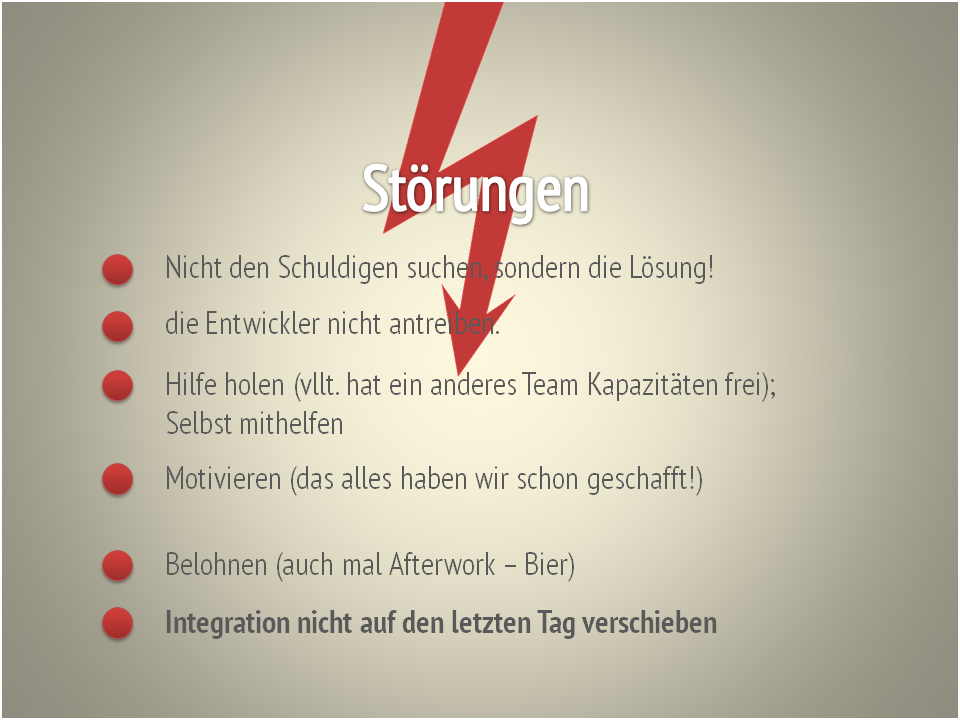 Störungen
Nicht den Schuldigen suchen, sondern die Lösung!
die Entwickler nicht antreiben.
Hilfe holen (vllt. hat ein anderes Team Kapazitäten frei);
Selbst mithelfen
Motivieren (das alles haben wir schon geschafft!)
Belohnen (auch mal Afterwork – Bier)
Integration nicht auf den letzten Tag verschieben